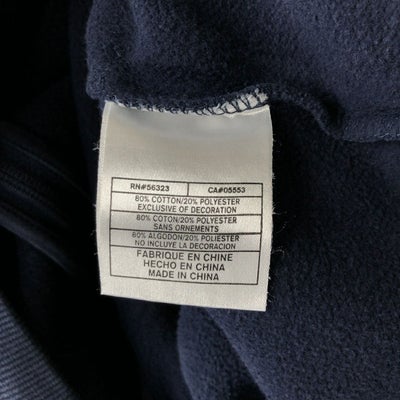 RN#56323 CA#05553
80% COTTON/20% POLYESTER
EXCLUSIVE OF DECORATION
80% COTON/20% POLYESTER
SANS ORNEMENTS
80% ALGODON/20% POLIESTER
NO INCLUYE LA DECORACION
FABRIQUE EN CHINE
HECHO EN CHINA
MADE IN CHINA